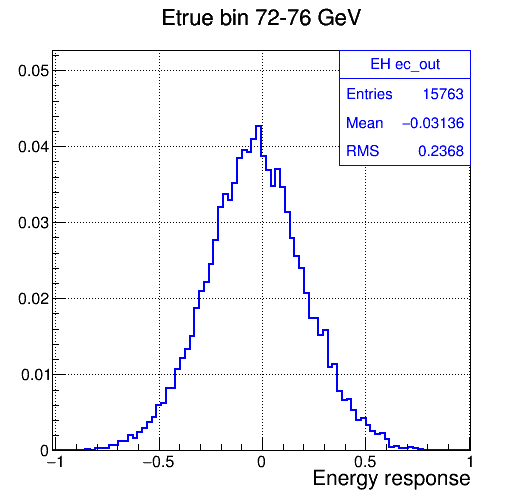 Etrue bin 72-76 GeV
EH ec_out
Entries 15763
Mean −0.03136
RMS 0.2368
0.05
0.04
0.03
0.02
0.01
0
−1 −0.5 0 0.5 1
Energy response